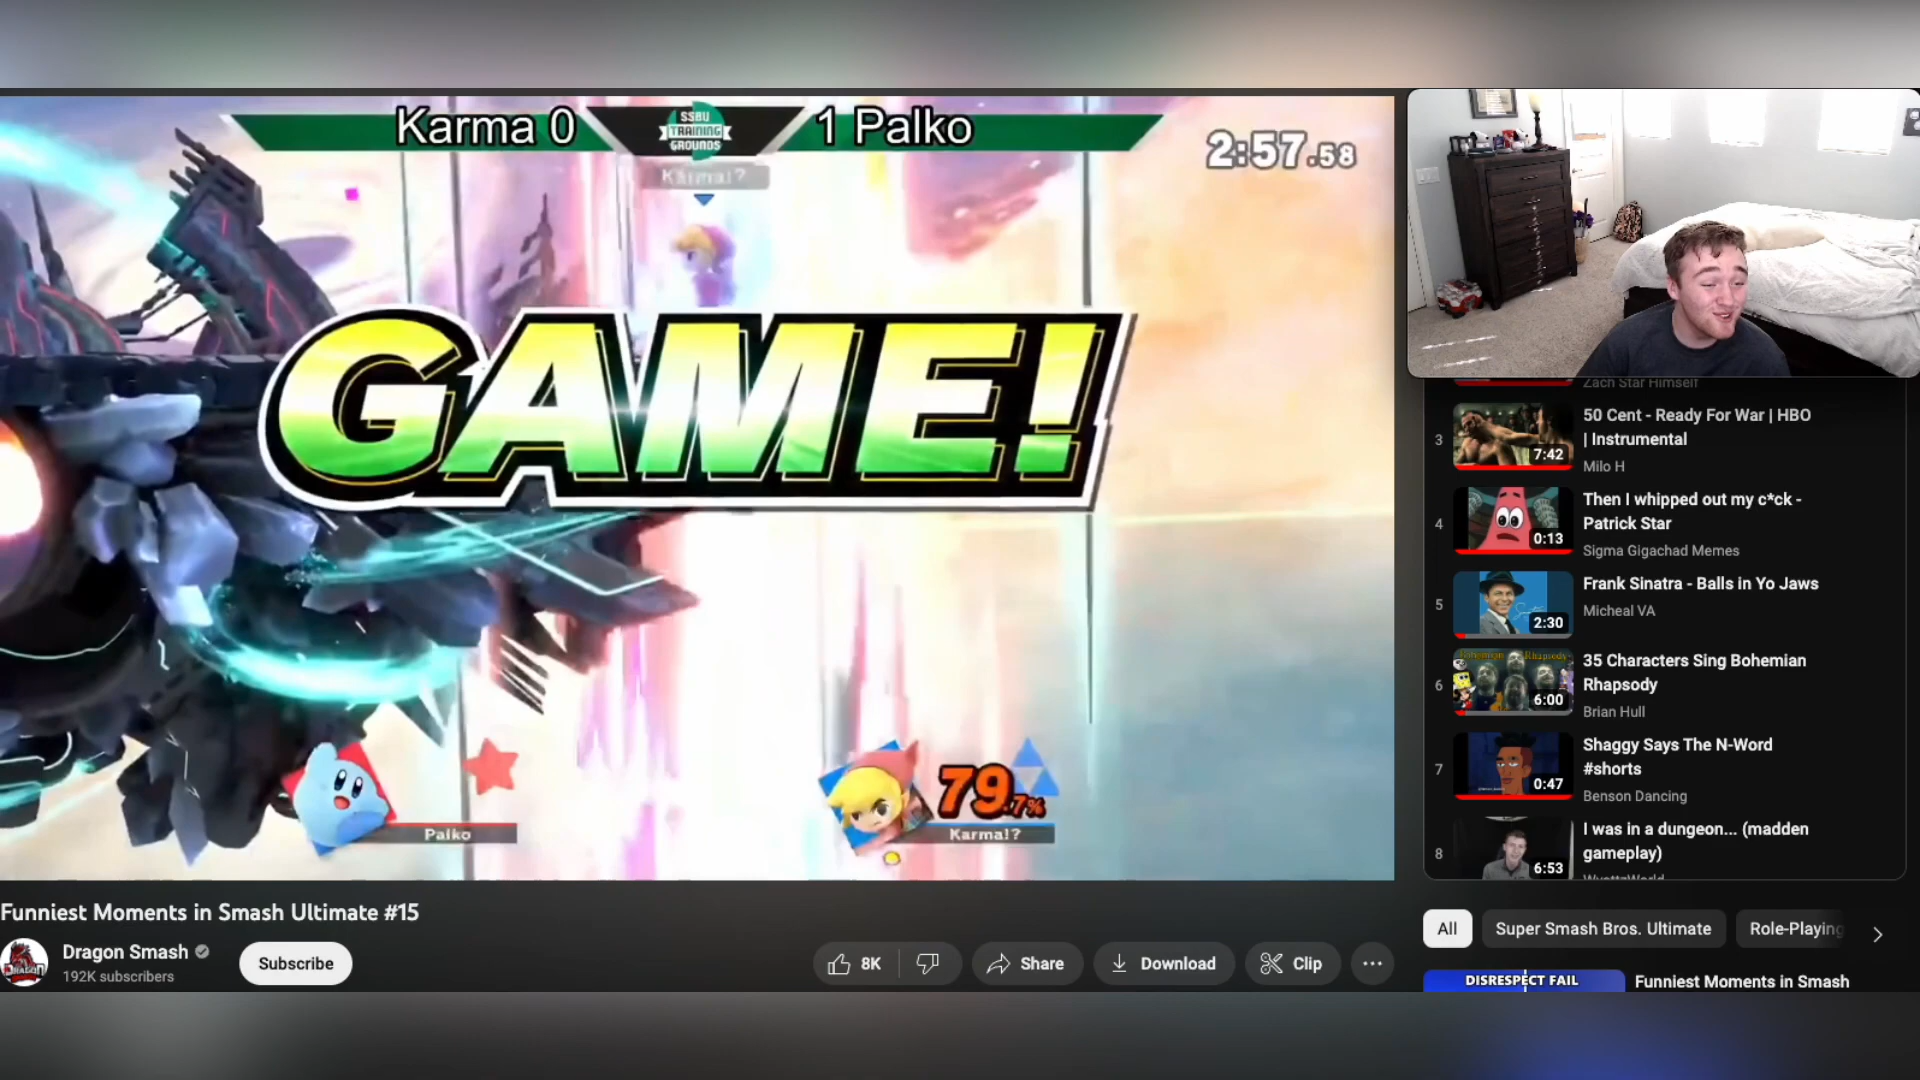 Karma 0
SSBU
TRAINING
GROUNDS
1 Palko
2:57.58
Karma!?
GAME!
Palko
79.7%
Karma!?
Funniest Moments in Smash Ultimate #15
Dragon Smash
192K subscribers
Subscribe
8K
Share
Download
Clip
Zach Star Himself
3
7:42
50 Cent - Ready For War | HBO
| Instrumental
Milo H
4
0:13
Then I whipped out my c*ck -
Patrick Star
Sigma Gigachad Memes
5
2:30
Frank Sinatra - Balls in Yo Jaws
Micheal VA
6
Bohemian Rhapsody
6:00
35 Characters Sing Bohemian
Rhapsody
Brian Hull
7
0:47
Shaggy Says The N-Word
#shorts
Benson Dancing
8
6:53
I was in a dungeon... (madden
gameplay)
All
Super Smash Bros. Ultimate
Role-Playing
DISRESPECT FAIL
Funniest Moments in Smash